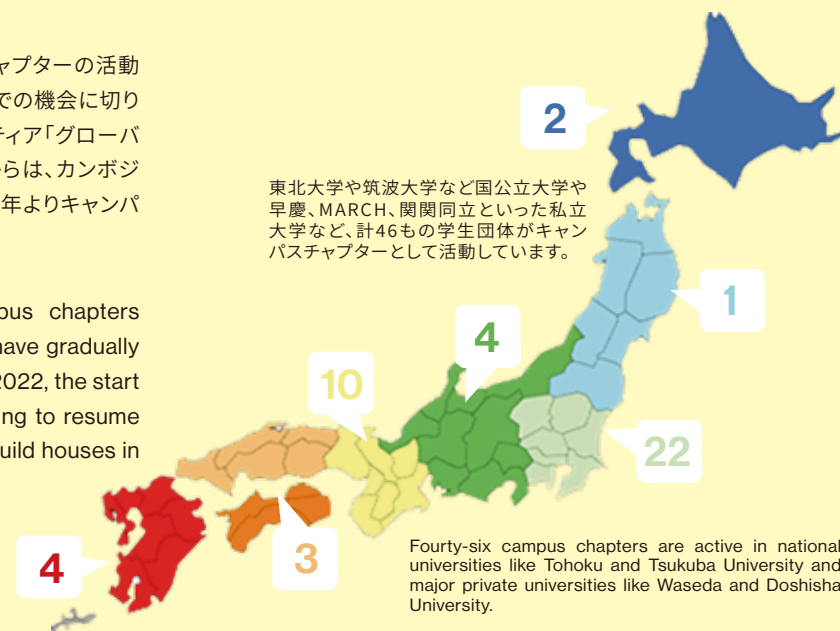 ャプターの活動
での機会に切り
ティア「グローバ
らは、カンボジ
年よりキャンパ
pus chapters
have gradually
2022, the start
ng to resume
uild houses in
東北大学や筑波大学など国公立大学や
早慶、MARCH、関関同立といった私立
大学など、計46もの学生団体がキャン
パスチャプターとして活動しています。
2
1
4
10
22
3
4
Fourty-six campus chapters are active in national
universities like Tohoku and Tsukuba University and
major private universities like Waseda and Doshisha
University.